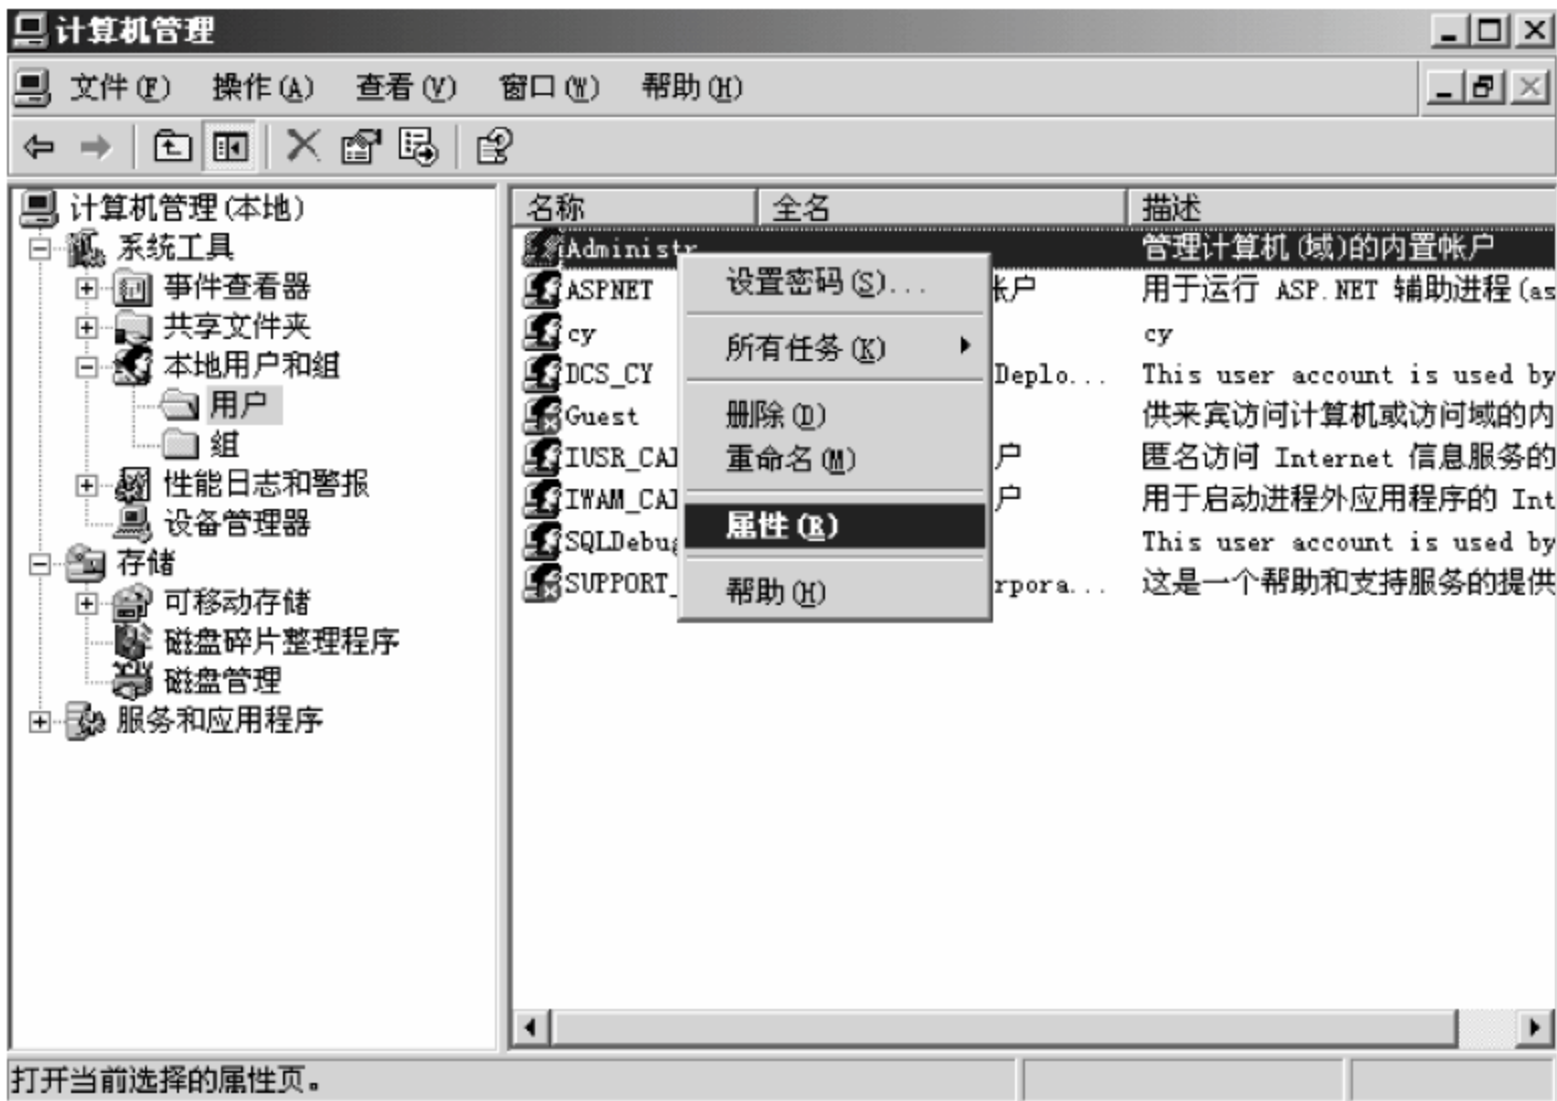 计算机管理
文件(F) 操作(A) 查看(V) 窗口(W) 帮助(H)
计算机管理(本地)
系统工具
事件查看器
共享文件夹
本地用户和组
用户
组
性能日志和警报
设备管理器
存储
可移动存储
磁盘碎片整理程序
磁盘管理
服务和应用程序
名称 全名 描述
Administr 管理计算机(域)的内置帐户
ASPNET 用于运行 ASP.NET 辅助进程(as
cy cy
DCS_CY Deplo... This user account is used by
Guest 供来宾访问计算机或访问域的内
IUSR_CAI 户 匿名访问 Internet 信息服务的
IWAM_CAI 户 用于启动进程外应用程序的 Int
SQLDebug This user account is used by
SUPPORT_ rpora... 这是一个帮助和支持服务的提供
设置密码(S)...
所有任务(K)
删除(D)
重命名(M)
属性(R)
帮助(H)
打开当前选择的属性页。